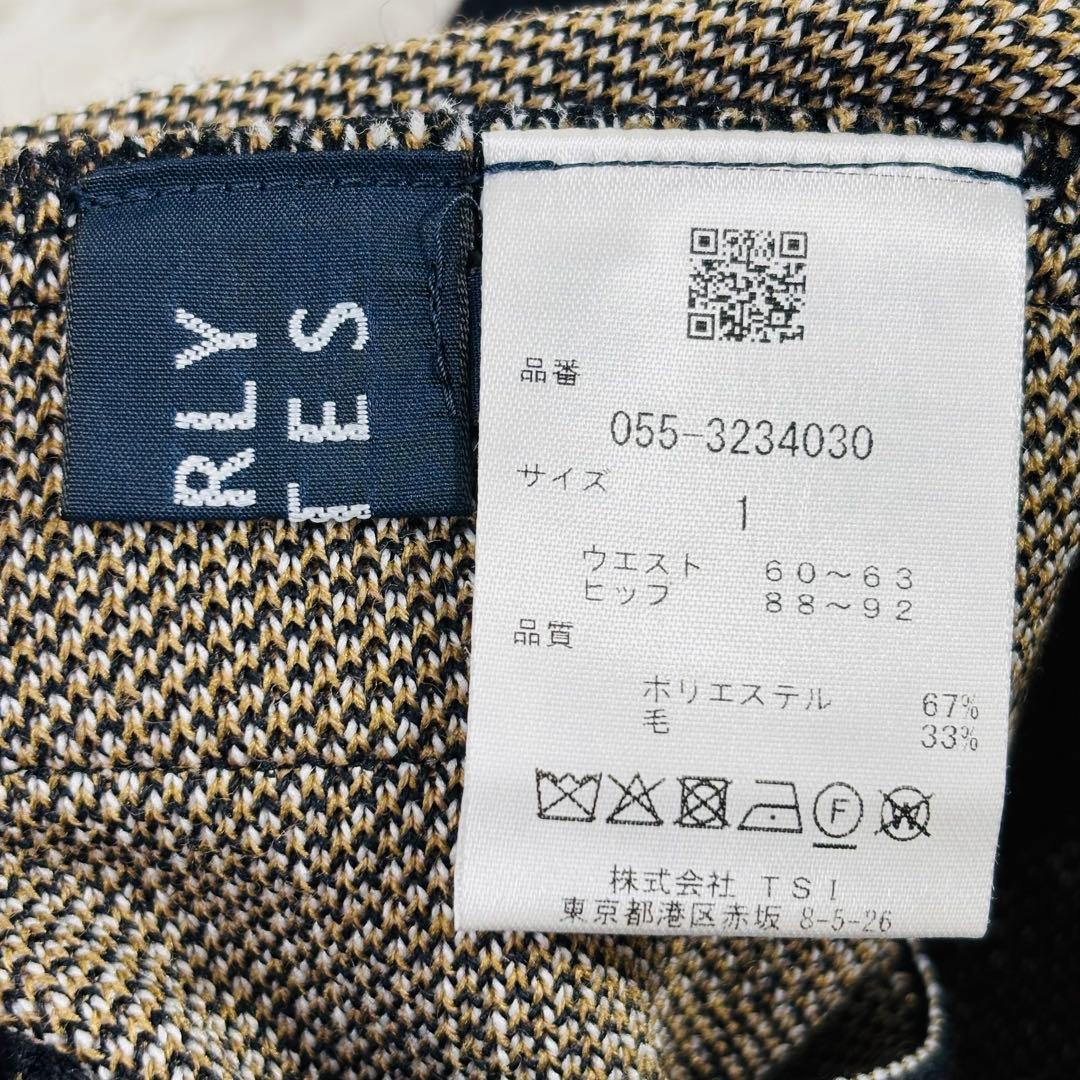 RLY
TES
品番
055-3234030
サイズ
1
ウエスト 60～63
ヒップ 88～92
品質
ポリエステル 67%
毛 33%
F
W
株式会社 TSI
東京都港区赤坂 8-5-26